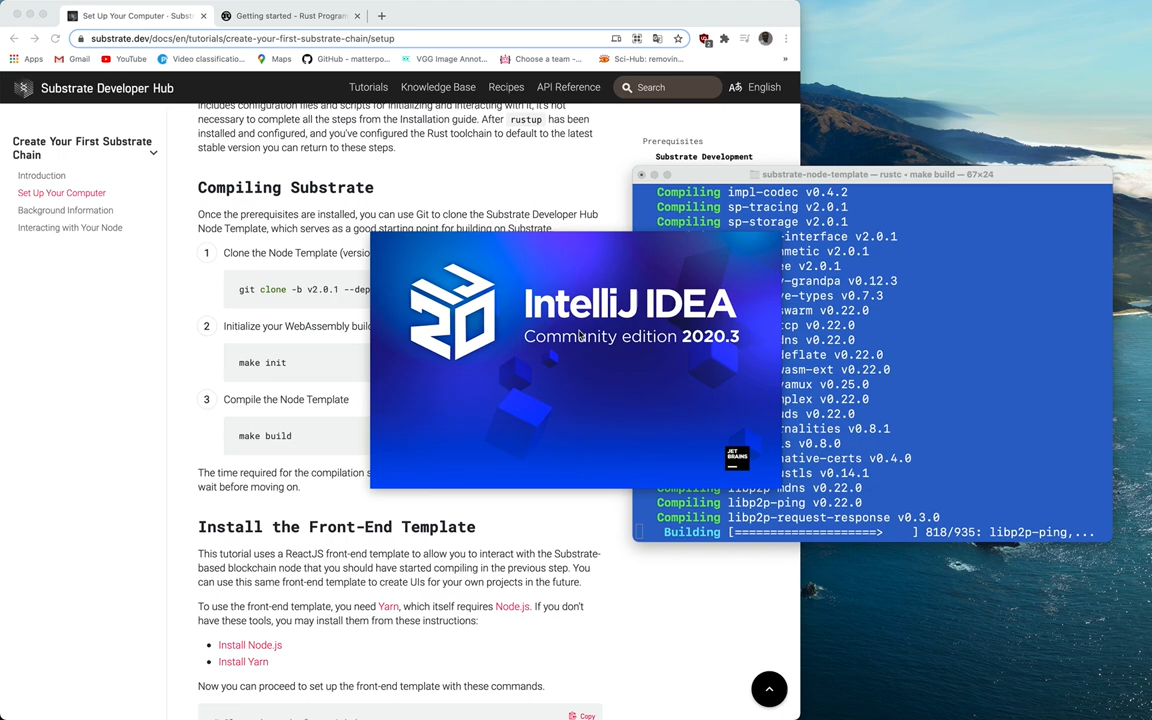 Set Up Your Computer · Subst
Getting started - Rust Program
substrate.dev/docs/en/tutorials/create-your-first-substrate-chain/setup
Apps
Gmail
YouTube
Video classificatio...
Maps
GitHub - matterpo...
VGG Image Annot...
Choose a team -...
Sci-Hub: removin...
»
Substrate Developer Hub
Tutorials
Knowledge Base
Recipes
API Reference
Search
English
Create Your First Substrate
Chain
Introduction
Set Up Your Computer
Background Information
Interacting with Your Node
includes configuration files and scripts for initializing and interacting with it, it's not
necessary to complete all the steps from the Installation guide. After rustup has been
installed and configured, and you've configured the Rust toolchain to default to the latest
stable version you can return to these steps.
Compiling Substrate
Once the prerequisites are installed, you can use Git to clone the Substrate Developer Hub
Node Template, which serves as a good starting point for building on Substrate.
1 Clone the Node Template (versio
git clone -b v2.0.1 --dep
2 Initialize your WebAssembly build
make init
3 Compile the Node Template
make build
The time required for the compilation s
wait before moving on.
Install the Front-End Template
This tutorial uses a ReactJS front-end template to allow you to interact with the Substrate-
based blockchain node that you should have started compiling in the previous step. You
can use this same front-end template to create UIs for your own projects in the future.
To use the front-end template, you need Yarn, which itself requires Node.js. If you don't
have these tools, you may install them from these instructions:
Install Node.js
Install Yarn
Now you can proceed to set up the front-end template with these commands.
Copy
Prerequisites
Substrate Development
IntelliJ IDEA
Community edition 2020.3
JET
BRAINS
substrate-node-template — rustc • make build — 67×24
Compiling impl-codec v0.4.2
Compiling sp-tracing v2.0.1
Compiling sp-storage v2.0.1
-interface v2.0.1
metic v2.0.1
ee v2.0.1
y-grandpa v0.12.3
ve-types v0.7.3
swarm v0.22.0
tcp v0.22.0
dns v0.22.0
deflate v0.22.0
wasm-ext v0.22.0
yamux v0.25.0
mplex v0.22.0
uds v0.22.0
rnalities v0.8.1
ls v0.8.0
native-certs v0.4.0
ustls v0.14.1
Compiling libp2p-mdns v0.22.0
Compiling libp2p-ping v0.22.0
Compiling libp2p-request-response v0.3.0
Building [===================> ] 818/935: libp2p-ping,...